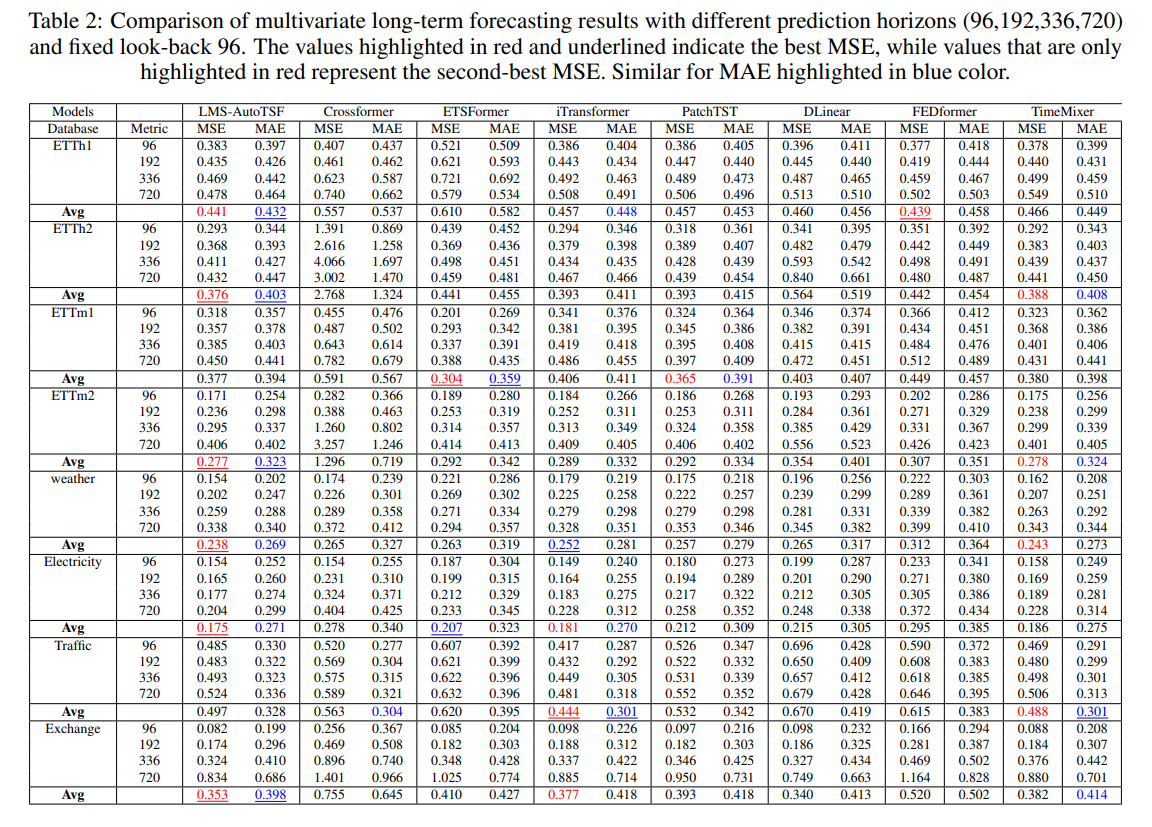 Table 2: Comparison of multivariate long-term forecasting results with different prediction horizons (96,192,336,720)
and fixed look-back 96. The values highlighted in red and underlined indicate the best MSE, while values that are only
highlighted in red represent the second-best MSE. Similar for MAE highlighted in blue color.
Models LMS-AutoTSF Crossformer ETSFormer iTransformer PatchTST DLinear FEDformer TimeMixer
Database Metric MSE MAE MSE MAE MSE MAE MSE MAE MSE MAE MSE MAE MSE MAE MSE MAE
ETTh1 96 0.383 0.397 0.407 0.437 0.521 0.509 0.386 0.404 0.386 0.405 0.396 0.411 0.377 0.418 0.378 0.399
192 0.435 0.426 0.461 0.462 0.621 0.593 0.443 0.434 0.447 0.440 0.445 0.440 0.419 0.444 0.440 0.431
336 0.469 0.442 0.623 0.587 0.721 0.692 0.492 0.463 0.489 0.473 0.487 0.465 0.459 0.467 0.499 0.459
720 0.478 0.464 0.740 0.662 0.579 0.534 0.508 0.491 0.506 0.496 0.513 0.510 0.502 0.503 0.549 0.510
Avg 0.441 0.432 0.557 0.537 0.610 0.582 0.457 0.448 0.457 0.453 0.460 0.456 0.439 0.458 0.466 0.449
ETTh2 96 0.293 0.344 1.391 0.869 0.439 0.452 0.294 0.346 0.318 0.361 0.341 0.395 0.351 0.392 0.292 0.343
192 0.368 0.393 2.616 1.258 0.369 0.436 0.379 0.398 0.389 0.407 0.482 0.479 0.442 0.449 0.383 0.403
336 0.411 0.427 4.066 1.697 0.498 0.451 0.434 0.435 0.428 0.439 0.593 0.542 0.498 0.491 0.439 0.437
720 0.432 0.447 3.002 1.470 0.459 0.481 0.467 0.466 0.439 0.454 0.840 0.661 0.480 0.487 0.441 0.450
Avg 0.376 0.403 2.768 1.324 0.441 0.455 0.393 0.411 0.393 0.415 0.564 0.519 0.442 0.454 0.388 0.408
ETTm1 96 0.318 0.357 0.455 0.476 0.201 0.269 0.341 0.376 0.324 0.364 0.346 0.374 0.366 0.412 0.323 0.362
192 0.357 0.378 0.487 0.502 0.293 0.342 0.381 0.395 0.345 0.386 0.382 0.391 0.434 0.451 0.368 0.386
336 0.385 0.403 0.643 0.614 0.337 0.391 0.419 0.418 0.395 0.408 0.415 0.415 0.484 0.476 0.401 0.406
720 0.450 0.441 0.782 0.679 0.388 0.435 0.486 0.455 0.397 0.409 0.472 0.451 0.512 0.489 0.431 0.441
Avg 0.377 0.394 0.591 0.567 0.304 0.359 0.406 0.411 0.365 0.391 0.403 0.407 0.449 0.457 0.380 0.398
ETTm2 96 0.171 0.254 0.282 0.366 0.189 0.280 0.184 0.266 0.186 0.268 0.193 0.293 0.202 0.286 0.175 0.256
192 0.236 0.298 0.388 0.463 0.253 0.319 0.252 0.311 0.253 0.311 0.284 0.361 0.271 0.329 0.238 0.299
336 0.295 0.337 1.260 0.802 0.314 0.357 0.313 0.349 0.324 0.358 0.385 0.429 0.331 0.367 0.299 0.339
720 0.406 0.402 3.257 1.246 0.414 0.413 0.409 0.405 0.406 0.402 0.556 0.523 0.426 0.423 0.401 0.405
Avg 0.277 0.323 1.296 0.719 0.292 0.342 0.289 0.332 0.292 0.334 0.354 0.401 0.307 0.351 0.278 0.324
weather 96 0.154 0.202 0.174 0.239 0.221 0.286 0.179 0.219 0.175 0.218 0.196 0.256 0.222 0.303 0.162 0.208
192 0.202 0.247 0.226 0.301 0.269 0.302 0.225 0.258 0.222 0.257 0.239 0.299 0.289 0.361 0.207 0.251
336 0.259 0.288 0.289 0.358 0.271 0.334 0.279 0.298 0.279 0.298 0.281 0.331 0.339 0.382 0.263 0.292
720 0.338 0.340 0.372 0.412 0.294 0.357 0.328 0.351 0.353 0.346 0.345 0.382 0.399 0.410 0.343 0.344
Avg 0.238 0.269 0.265 0.327 0.263 0.319 0.252 0.281 0.257 0.279 0.265 0.317 0.312 0.364 0.243 0.273
Electricity 96 0.154 0.252 0.154 0.255 0.187 0.304 0.149 0.240 0.180 0.273 0.199 0.287 0.233 0.341 0.158 0.249
192 0.165 0.260 0.231 0.310 0.199 0.315 0.164 0.255 0.194 0.289 0.201 0.290 0.271 0.380 0.169 0.259
336 0.177 0.274 0.324 0.371 0.212 0.329 0.183 0.275 0.217 0.322 0.212 0.305 0.305 0.386 0.189 0.281
720 0.204 0.299 0.404 0.425 0.233 0.345 0.228 0.312 0.258 0.352 0.248 0.338 0.372 0.434 0.228 0.314
Avg 0.175 0.271 0.278 0.340 0.207 0.323 0.181 0.270 0.212 0.309 0.215 0.305 0.295 0.385 0.186 0.275
Traffic 96 0.485 0.330 0.520 0.277 0.607 0.392 0.417 0.287 0.526 0.347 0.696 0.428 0.590 0.372 0.469 0.291
192 0.483 0.322 0.569 0.304 0.621 0.399 0.432 0.292 0.522 0.332 0.650 0.409 0.608 0.383 0.480 0.299
336 0.493 0.323 0.575 0.315 0.622 0.396 0.449 0.305 0.531 0.339 0.657 0.412 0.618 0.385 0.498 0.301
720 0.524 0.336 0.589 0.321 0.632 0.396 0.481 0.318 0.552 0.352 0.679 0.428 0.646 0.395 0.506 0.313
Avg 0.497 0.328 0.563 0.304 0.620 0.395 0.444 0.301 0.532 0.342 0.670 0.419 0.615 0.383 0.488 0.301
Exchange 96 0.082 0.199 0.256 0.367 0.085 0.204 0.098 0.226 0.097 0.216 0.098 0.232 0.166 0.294 0.088 0.208
192 0.174 0.296 0.469 0.508 0.182 0.303 0.188 0.312 0.182 0.303 0.186 0.325 0.281 0.387 0.184 0.307
336 0.324 0.410 0.896 0.740 0.348 0.428 0.337 0.422 0.346 0.425 0.327 0.434 0.469 0.502 0.376 0.442
720 0.834 0.686 1.401 0.966 1.025 0.774 0.885 0.714 0.950 0.731 0.749 0.663 1.164 0.828 0.880 0.701
Avg 0.353 0.398 0.755 0.645 0.410 0.427 0.377 0.418 0.393 0.418 0.340 0.413 0.520 0.502 0.382 0.414